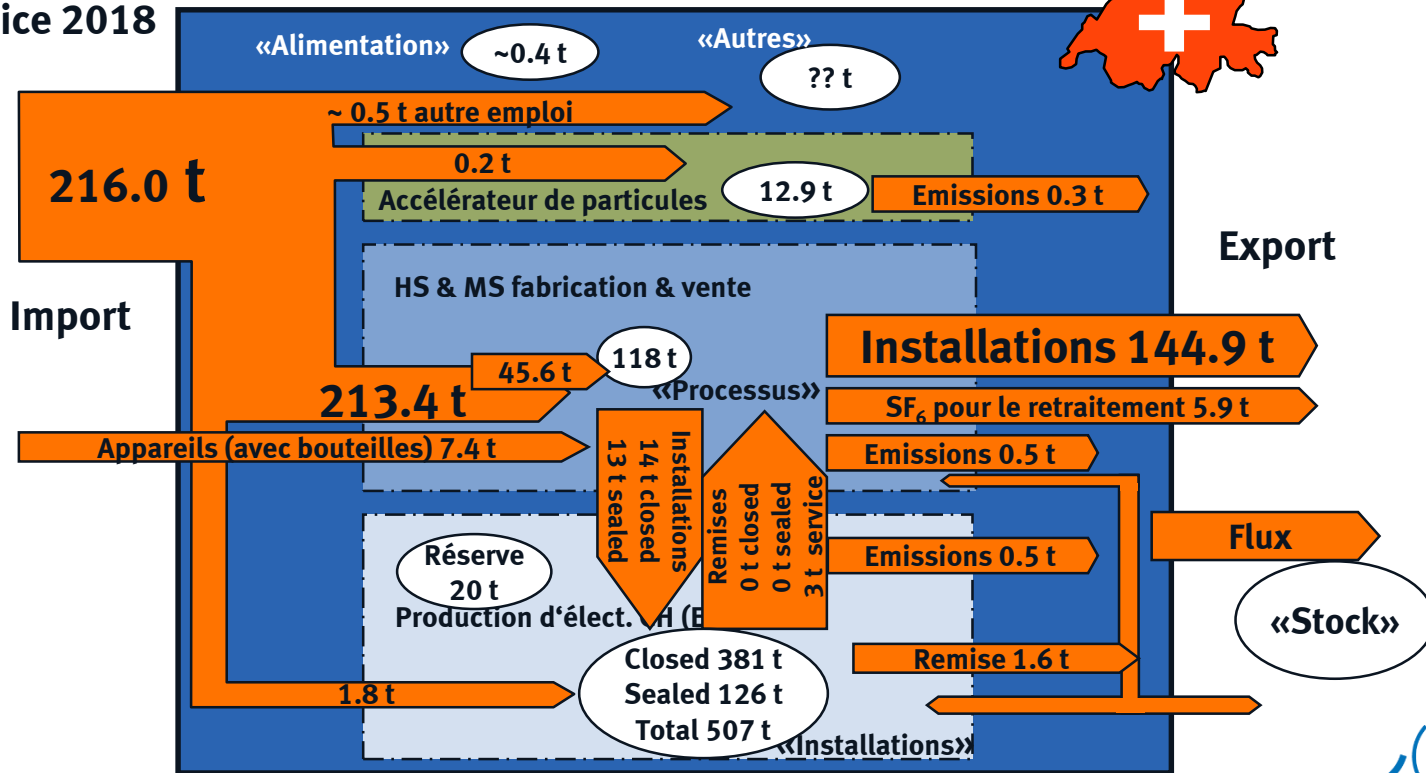 ice 2018
«Alimentation»
~0.4 t
«Autres»
?? t
~ 0.5 t autre emploi
0.2 t
216.0 t
Accélérateur de particules
12.9 t
Emissions 0.3 t
Export
HS & MS fabrication & vente
Import
Installations 144.9 t
118 t
45.6 t
«Processus»
213.4 t
SF₆ pour le retraitement 5.9 t
Appareils (avec bouteilles) 7.4 t
Emissions 0.5 t
Installations
14 t closed
13 t sealed
Remises
0 t closed
0 t sealed
3 t service
Flux
Emissions 0.5 t
Réserve
20 t
Production d‘élect.
«Stock»
Closed 381 t
Sealed 126 t
Total 507 t
Remise 1.6 t
1.8 t
«Installations»